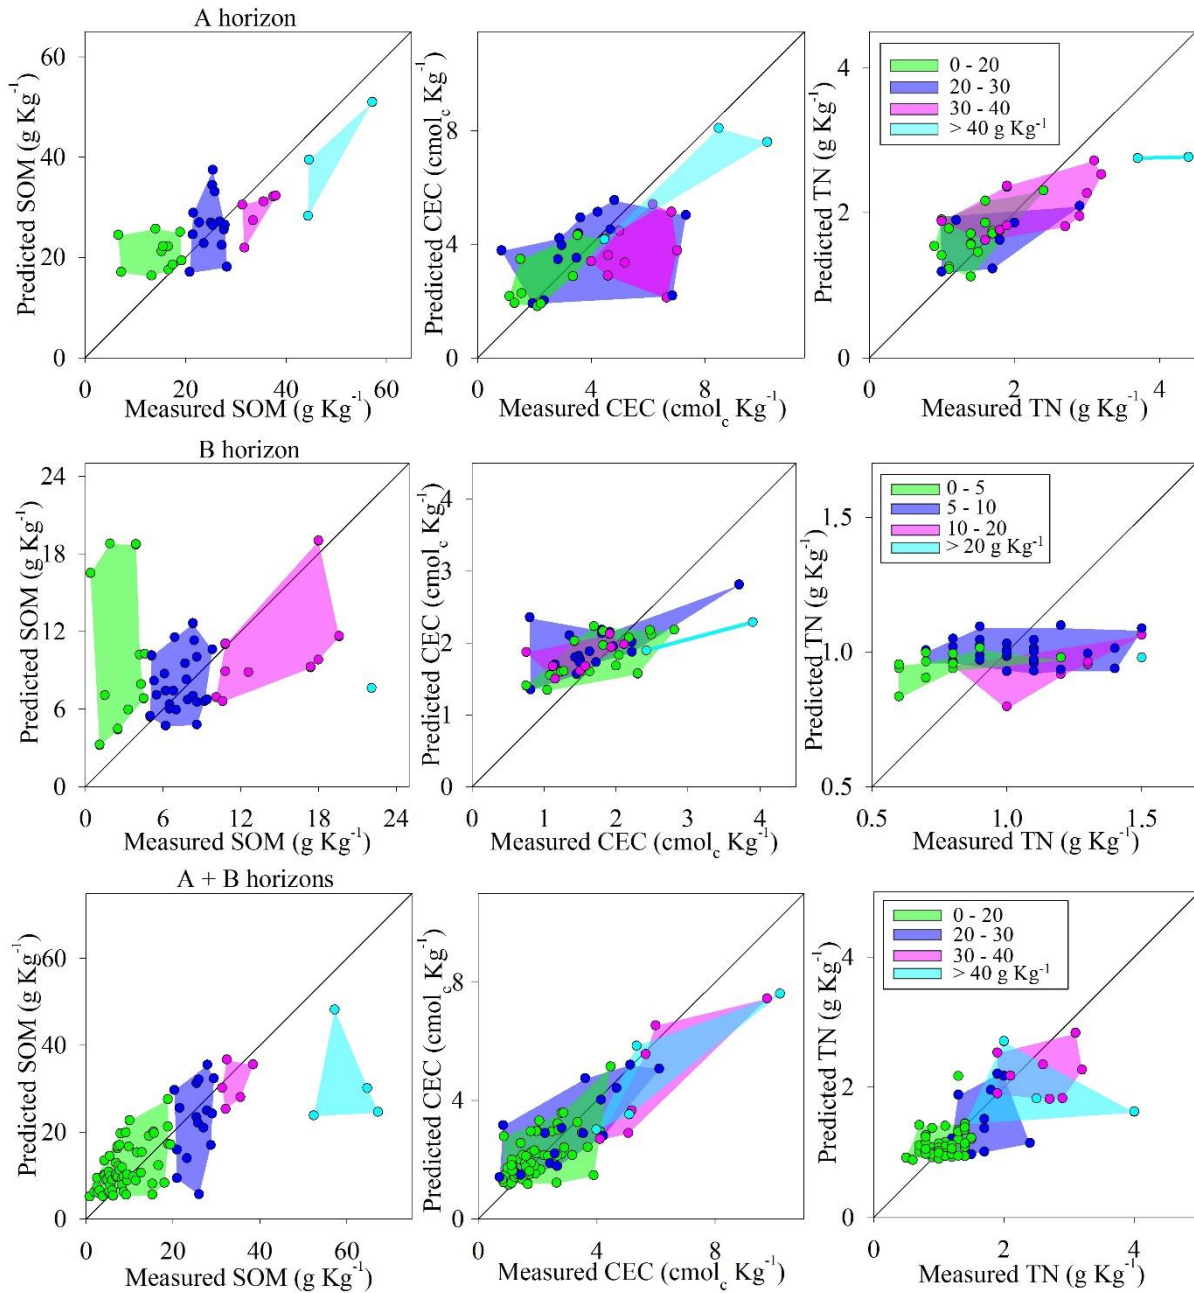 A horizon
Predicted SOM (g Kg⁻¹)
60
40
20
0
0 20 40 60
Measured SOM (g Kg⁻¹)
Predicted CEC (cmol_c Kg⁻¹)
8
4
0
0 4 8
Measured CEC (cmol_c Kg⁻¹)
Predicted TN (g Kg⁻¹)
4
2
0
0 2 4
Measured TN (g Kg⁻¹)
0 - 20
20 - 30
30 - 40
> 40 g Kg⁻¹
B horizon
Predicted SOM (g Kg⁻¹)
24
18
12
6
0
0 6 12 18 24
Measured SOM (g Kg⁻¹)
Predicted CEC (cmol_c Kg⁻¹)
4
3
2
1
0
0 1 2 3 4
Measured CEC (cmol_c Kg⁻¹)
Predicted TN (g Kg⁻¹)
1.5
1.0
0.5
0.5 1.0 1.5
Measured TN (g Kg⁻¹)
0 - 5
5 - 10
10 - 20
> 20 g Kg⁻¹
A + B horizons
Predicted SOM (g Kg⁻¹)
60
40
20
0
0 20 40 60
Measured SOM (g Kg⁻¹)
Predicted CEC (cmol_c Kg⁻¹)
8
4
0
0 4 8
Measured CEC (cmol_c Kg⁻¹)
Predicted TN (g Kg⁻¹)
4
2
0
0 2 4
Measured TN (g Kg⁻¹)
0 - 20
20 - 30
30 - 40
> 40 g Kg⁻¹